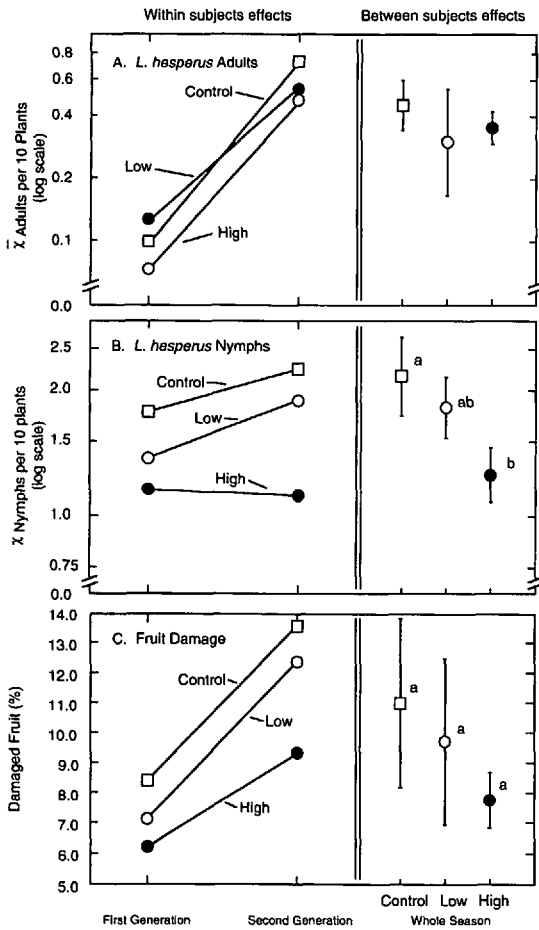 Within subjects effects
Between subjects effects
A. L. hesperus Adults
Control
Low
High
x̄ Adults per 10 Plants
(log scale)
0.8
0.6
0.4
0.2
0.1
0.0
B. L. hesperus Nymphs
Control
Low
High
a
ab
b
χ Nymphs per 10 plants
(log scale)
2.5
2.0
1.5
1.0
0.75
0.0
C. Fruit Damage
Control
Low
High
a
a
a
Damaged Fruit (%)
14.0
13.0
12.0
11.0
10.0
9.0
8.0
7.0
6.0
5.0
Control Low High
First Generation
Second Generation
Whole Season